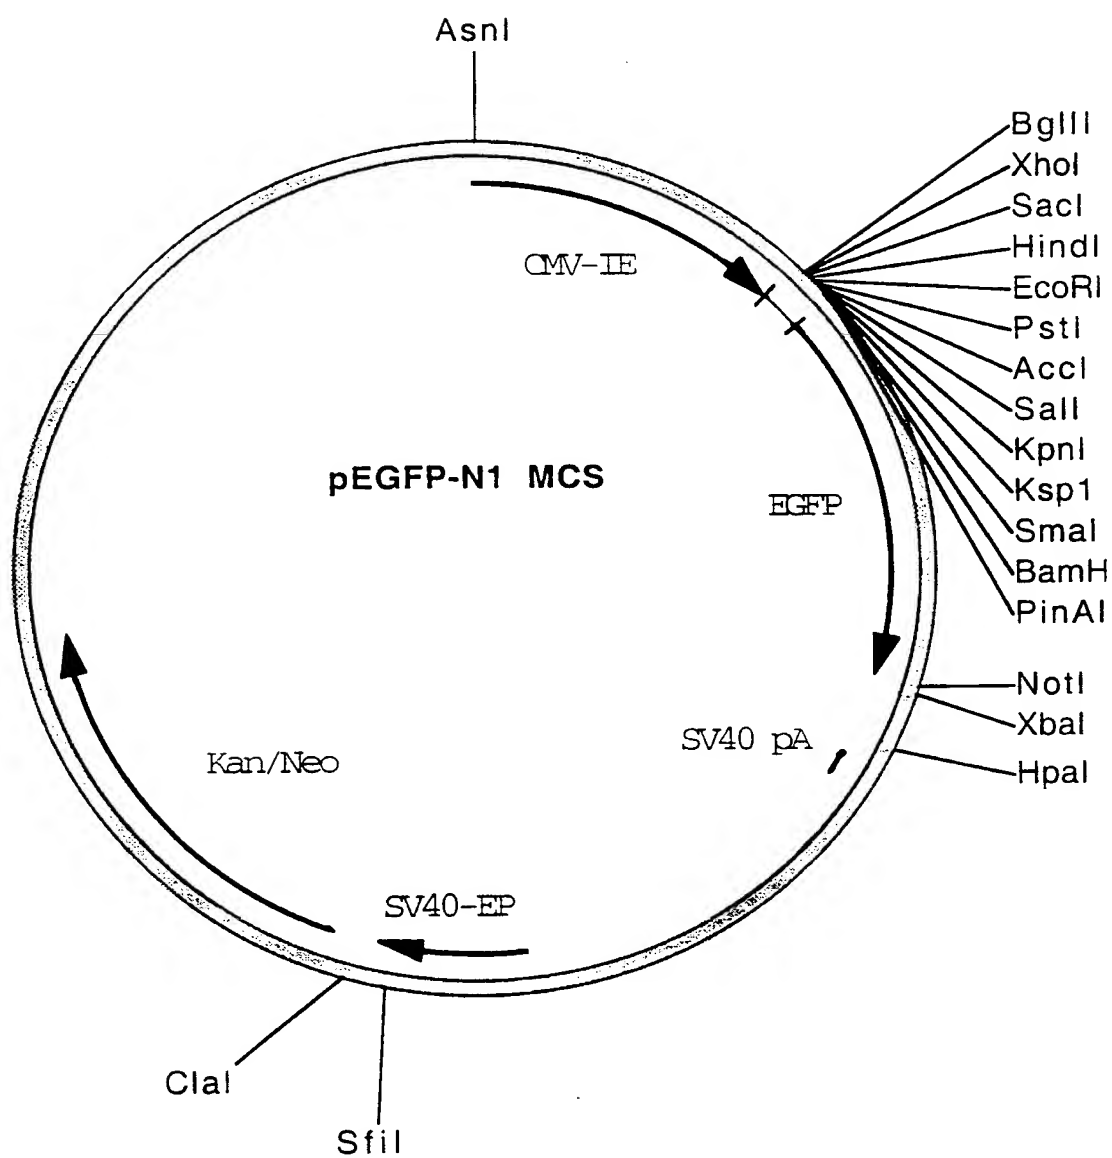 AsnI
BglII
XhoI
SacI
HindI
EcoRI
PstI
AccI
SalI
KpnI
Ksp1
SmaI
BamH
PinAI
CMV-IE
pEGFP-N1 MCS
EGFP
NotI
XbaI
HpaI
SV40 pA
Kan/Neo
SV40-EP
ClaI
SfiI